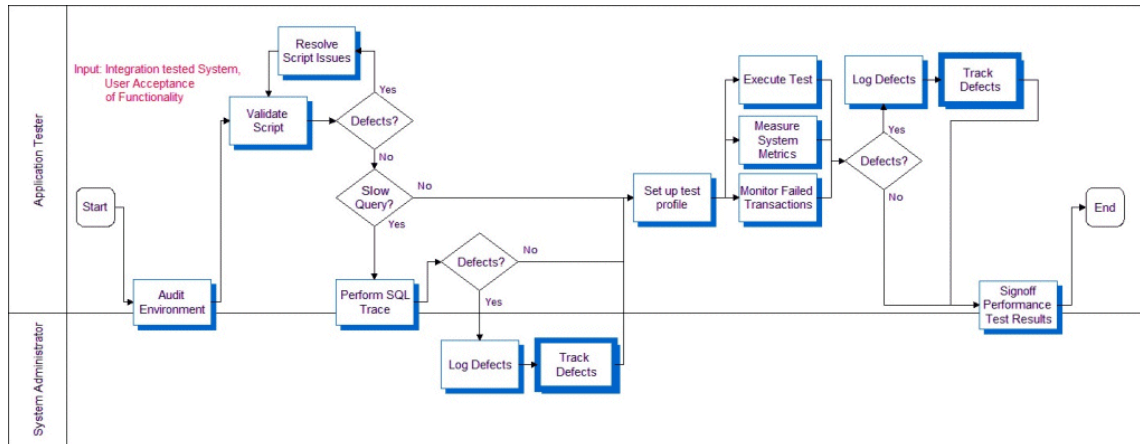 Application Tester
System Administrator
Input: Integration tested System,
User Acceptance
of Functionality
Start
Audit
Environment
Validate
Script
Resolve
Script Issues
Defects?
Yes
No
Slow
Query?
No
Yes
Perform SQL
Trace
Defects?
No
Yes
Log Defects
Track
Defects
Set up test
profile
Execute Test
Measure
System
Metrics
Monitor Failed
Transactions
Defects?
Yes
No
Log Defects
Track
Defects
Signoff
Performance
Test Results
End